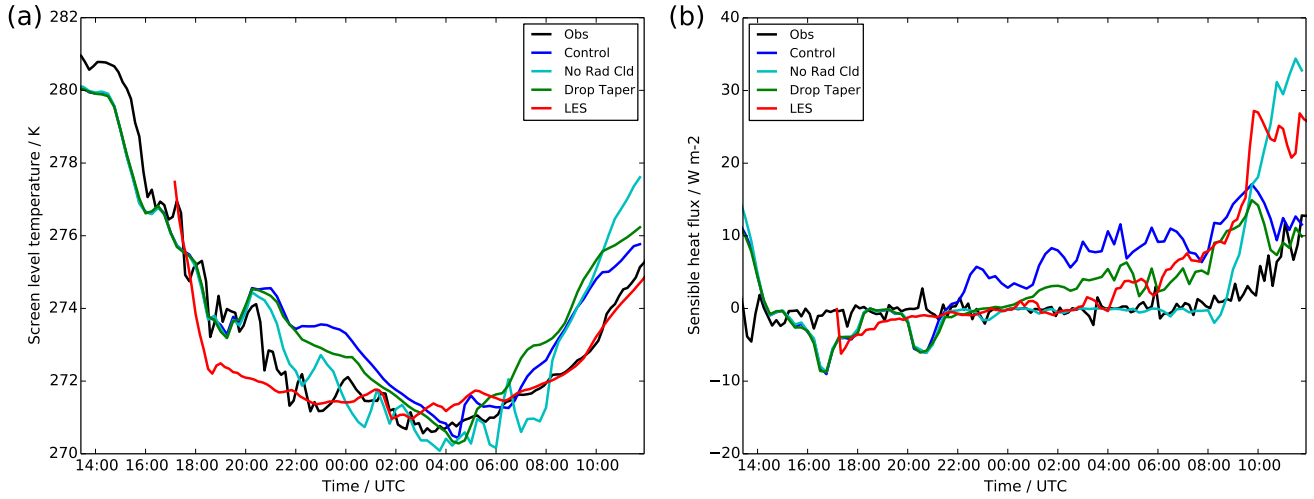 (a)
282
280
278
276
274
272
270
Screen level temperature / K
Obs
Control
No Rad Cld
Drop Taper
LES
14:00 16:00 18:00 20:00 22:00 00:00 02:00 04:00 06:00 08:00 10:00
Time / UTC
(b)
40
30
20
10
0
−10
−20
Sensible heat flux / W m-2
Obs
Control
No Rad Cld
Drop Taper
LES
14:00 16:00 18:00 20:00 22:00 00:00 02:00 04:00 06:00 08:00 10:00
Time / UTC